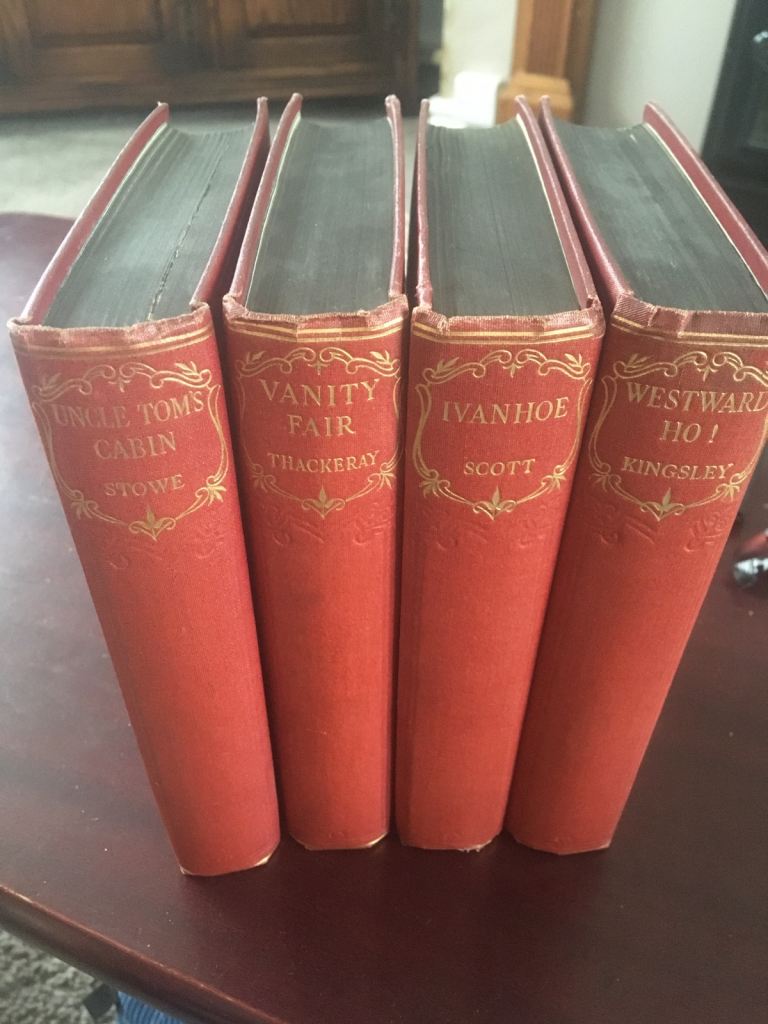 UNCLE TOM'S
CABIN
STOWE
VANITY
FAIR
THACKERAY
IVANHOE
SCOTT
WESTWARD
HO!
KINGSLEY